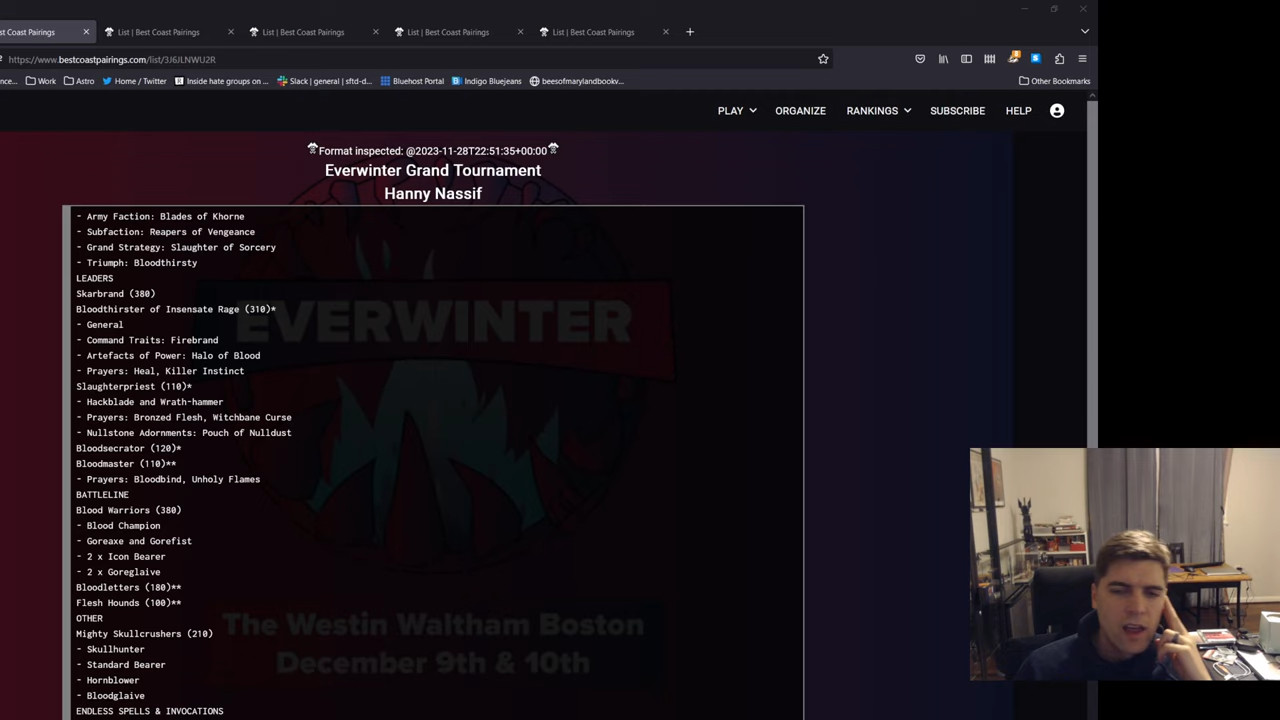 st Coast Pairings
List | Best Coast Pairings
List | Best Coast Pairings
List | Best Coast Pairings
List | Best Coast Pairings
https://www.bestcoastpairings.com/list/3J6JLNWU2R
nce...
Work
Astro
Home / Twitter
Inside hate groups on ...
Slack | general | sftd-d...
Bluehost Portal
Indigo Bluejeans
beesofmarylandbookv...
Other Bookmarks
PLAY
ORGANIZE
RANKINGS
SUBSCRIBE
HELP
Format inspected: @2023-11-28T22:51:35+00:00
Everwinter Grand Tournament
Hanny Nassif
- Army Faction: Blades of Khorne
- Subfaction: Reapers of Vengeance
- Grand Strategy: Slaughter of Sorcery
- Triumph: Bloodthirsty
LEADERS
Skarbrand (380)
Bloodthirster of Insensate Rage (310)*
- General
- Command Traits: Firebrand
- Artefacts of Power: Halo of Blood
- Prayers: Heal, Killer Instinct
Slaughterpriest (110)*
- Hackblade and Wrath-hammer
- Prayers: Bronzed Flesh, Witchbane Curse
- Nullstone Adornments: Pouch of Nulldust
Bloodsecrator (120)*
Bloodmaster (110)**
- Prayers: Bloodbind, Unholy Flames
BATTLELINE
Blood Warriors (380)
- Blood Champion
- Goreaxe and Gorefist
- 2 x Icon Bearer
- 2 x Goreglaive
Bloodletters (180)**
Flesh Hounds (100)**
OTHER
Mighty Skullcrushers (210)
- Skullhunter
- Standard Bearer
- Hornblower
- Bloodglaive
ENDLESS SPELLS & INVOCATIONS
EVERWINTER
The Westin Waltham Boston
December 9th & 10th